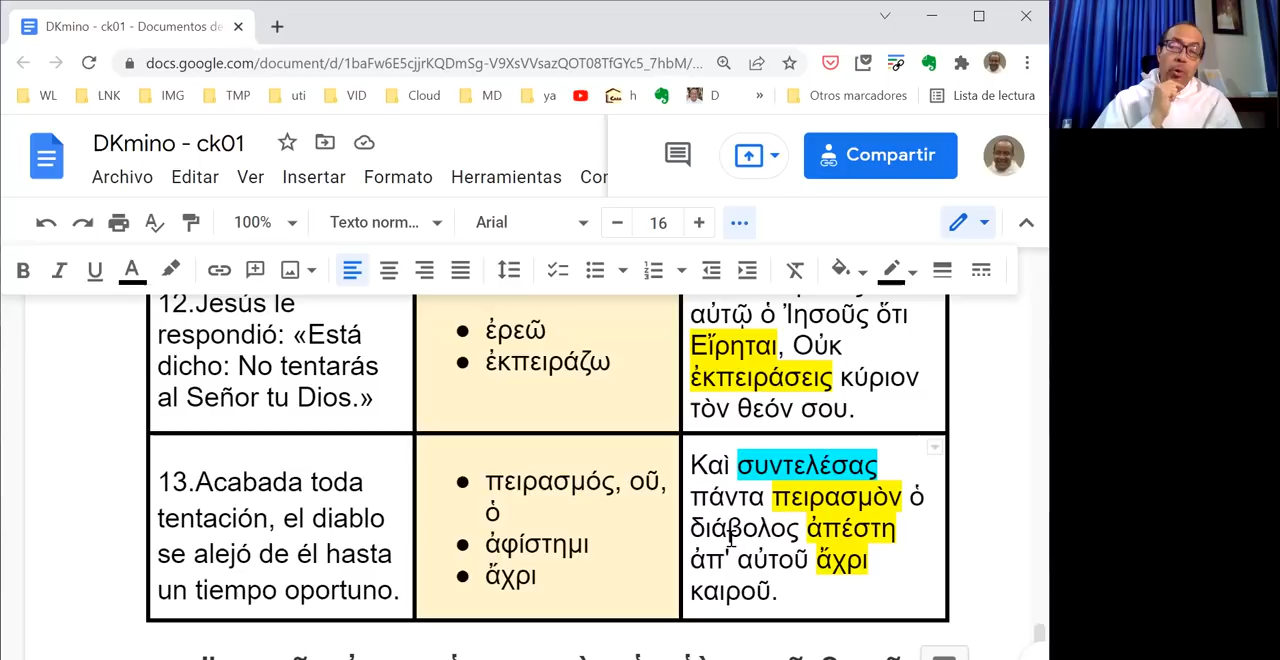 DKmino - ck01 - Documentos de
docs.google.com/document/d/1baFw6E5cjjrKQDmSg-V9XsVVsazQOT08TfGYc5_7hbM/...
WL LNK IMG TMP uti VID Cloud MD ya h D » Otros marcadores Lista de lectura
DKmino - ck01
Compartir
Archivo Editar Ver Insertar Formato Herramientas Cor
100% Texto norm... Arial 16
B I U A
12.Jesús le
respondió: «Está
dicho: No tentarás
al Señor tu Dios.»
ἐρεῶ
ἐκπειράζω
αὐτῷ ὁ Ἰησοῦς ὅτι
Εἴρηται, Οὐκ
ἐκπειράσεις κύριον
τὸν θεόν σου.
13.Acabada toda
tentación, el diablo
se alejó de él hasta
un tiempo oportuno.
πειρασμός, οῦ,
ὁ
ἀφίστημι
ἄχρι
Καὶ συντελέσας
πάντα πειρασμὸν ὁ
διάβολος ἀπέστη
ἀπ' αὐτοῦ ἄχρι
καιροῦ.